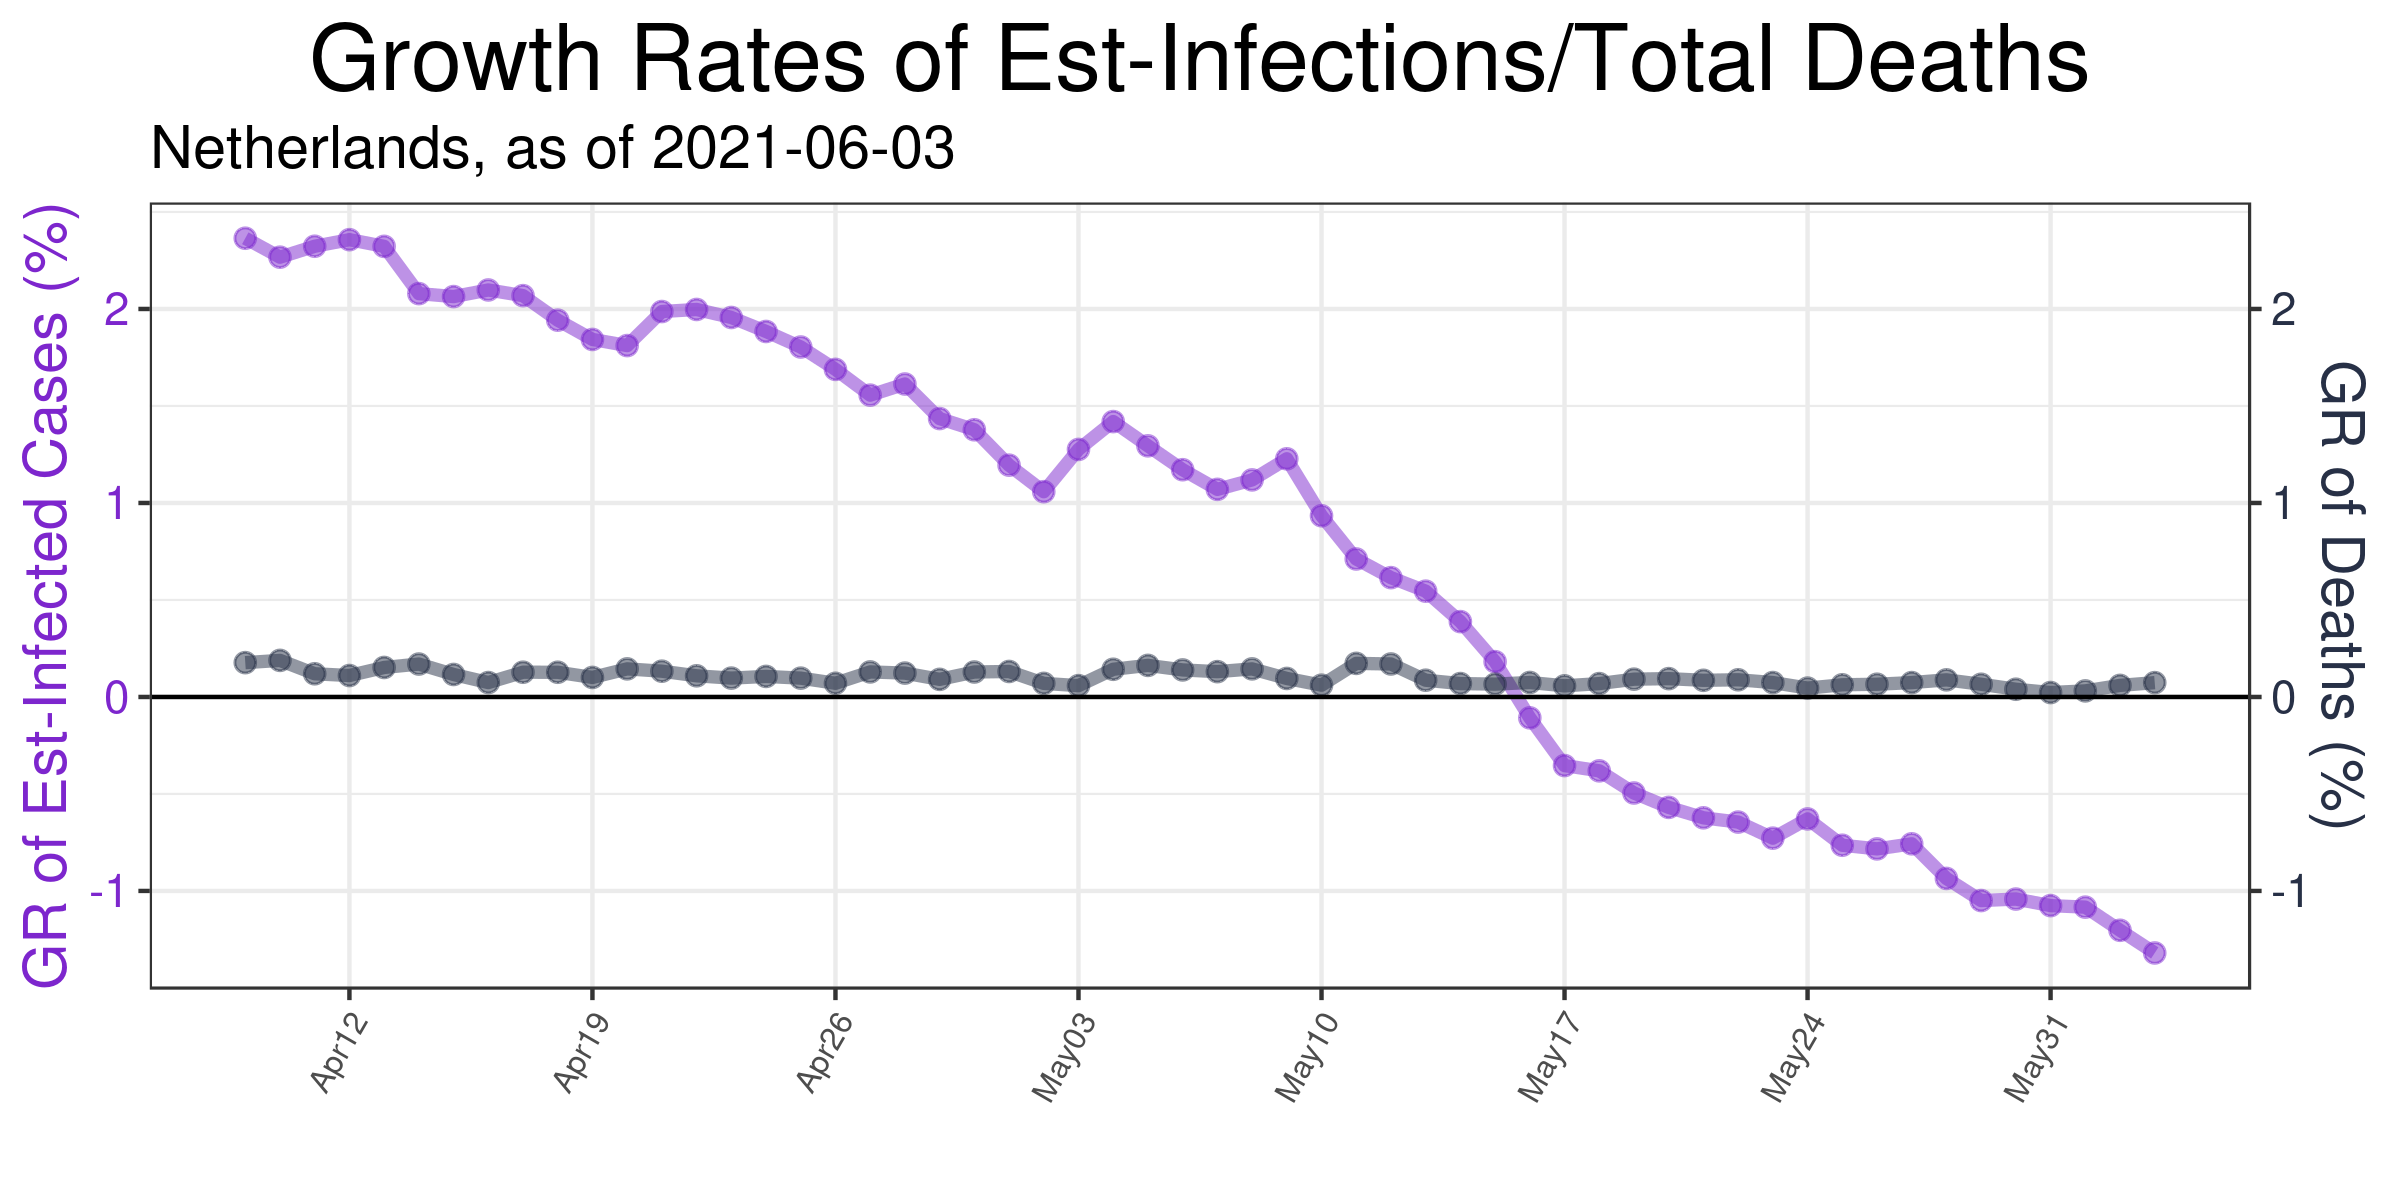 Growth Rates of Est-Infections/Total Deaths
Netherlands, as of 2021-06-03
GR of Est-Infected Cases (%)
2
1
0
-1
2
1
0
-1
GR of Deaths (%)
Apr12
Apr19
Apr26
May03
May10
May17
May24
May31